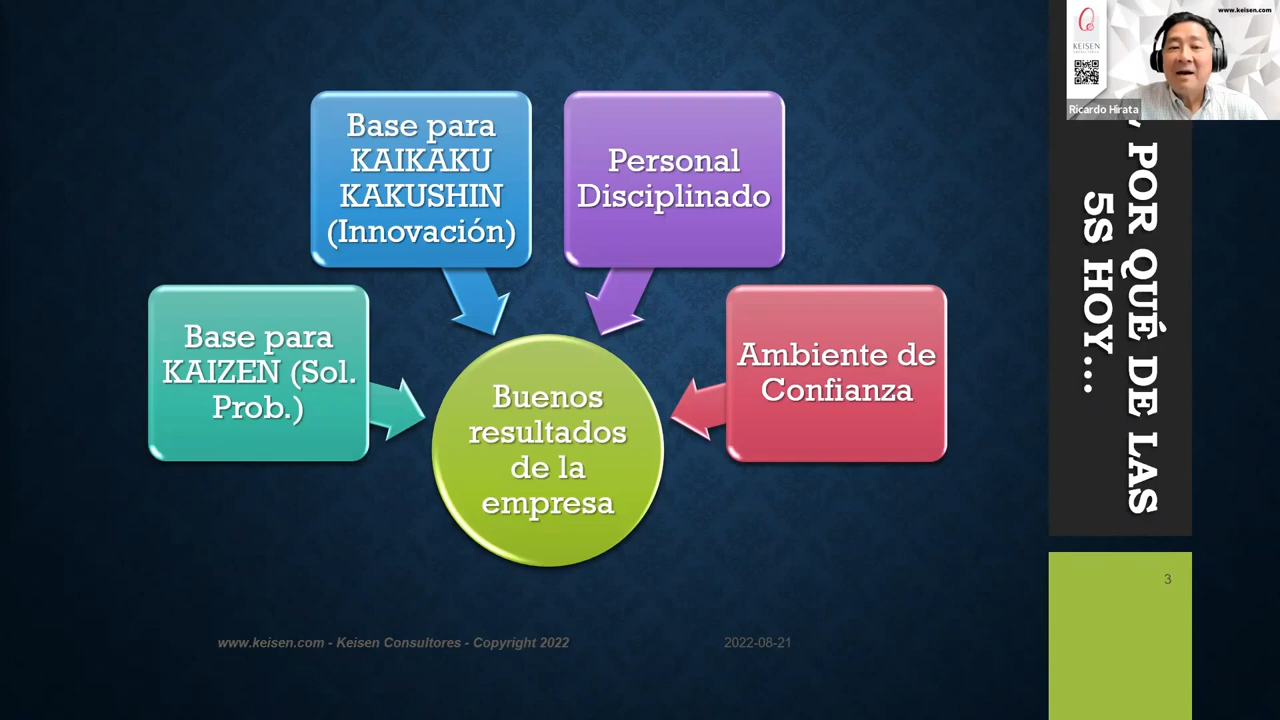 www.keisen.com
KEISEN
Ricardo Hirata
POR QUÉ DE LAS
5S HOY...
Base para
KAIKAKU
KAKUSHIN
(Innovación)
Personal
Disciplinado
Base para
KAIZEN (Sol.
Prob.)
Ambiente de
Confianza
Buenos
resultados
de la
empresa
3
www.keisen.com - Keisen Consultores - Copyright 2022
2022-08-21